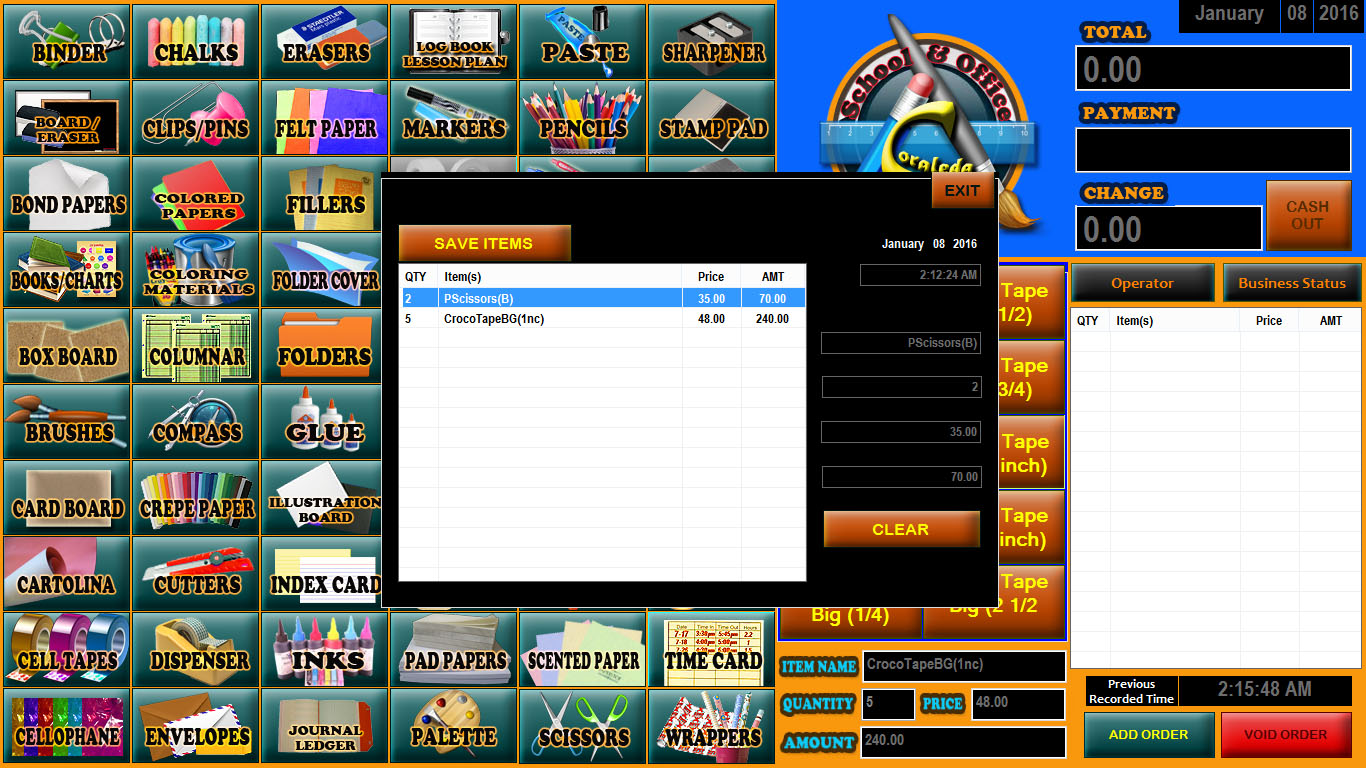 BINDER
CHALKS
STAEDTLER
ERASERS
LOG BOOK
LESSON PLAN
PASTE
PASTE
SHARPENER
BOARD/
ERASER
CLIPS/PINS
FELT PAPER
MARKERS
PENCILS
STAMP PAD
BOND PAPERS
COLORED
PAPERS
FILLERS
BOOKS/CHARTS
COLORING
MATERIALS
FOLDER COVER
BOX BOARD
COLUMNAR
FOLDERS
BRUSHES
COMPASS
GLUE
CARD BOARD
CREPE PAPER
ILLUSTRATION
BOARD
CARTOLINA
CUTTERS
INDEX CARD
CELL TAPES
DISPENSER
INKS
PAD PAPERS
SCENTED PAPER
Date Time In Time Out Hours
TIME CARD
CELLOPHANE
ENVELOPES
JOURNAL
LEDGER
PALETTE
SCISSORS
WRAPPERS
School & Office
Coraleda
January 08 2016
TOTAL
0.00
PAYMENT
CHANGE
0.00
CASH
OUT
EXIT
SAVE ITEMS
January 08 2016
QTY Item(s) Price AMT
2 PScissors(B) 35.00 70.00
5 CrocoTapeBG(1nc) 48.00 240.00
2:12:24 AM
PScissors(B)
2
35.00
70.00
CLEAR
Tape
1/2)
Tape
3/4)
Tape
inch)
Tape
inch)
Tape
Big (1/4)
Big (2 1/2
Operator
Business Status
QTY Item(s) Price AMT
ITEM NAME CrocoTapeBG(1nc)
QUANTITY 5 PRICE 48.00
AMOUNT 240.00
Previous
Recorded Time
2:15:48 AM
ADD ORDER
VOID ORDER